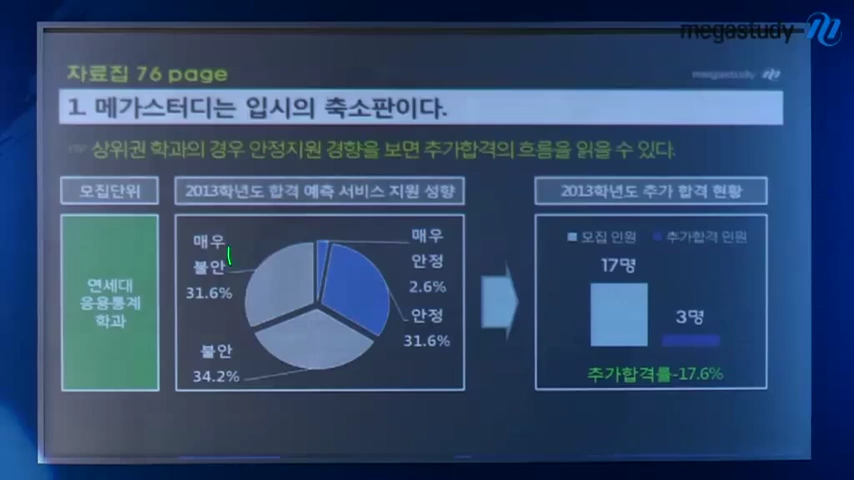 megastudy
자료집 76 page
megastudy
1. 메가스터디는 입시의 축소판이다.
상위권 학과의 경우 안정지원 경향을 보면 추가합격의 흐름을 읽을 수 있다.
모집단위
2013학년도 합격 예측 서비스 지원 성향
2013학년도 추가 합격 현황
연세대
응용통계
학과
매우
불안
31.6%
매우
안정
2.6%
안정
31.6%
불안
34.2%
모집 인원
추가합격 인원
17명
3명
추가합격률-17.6%